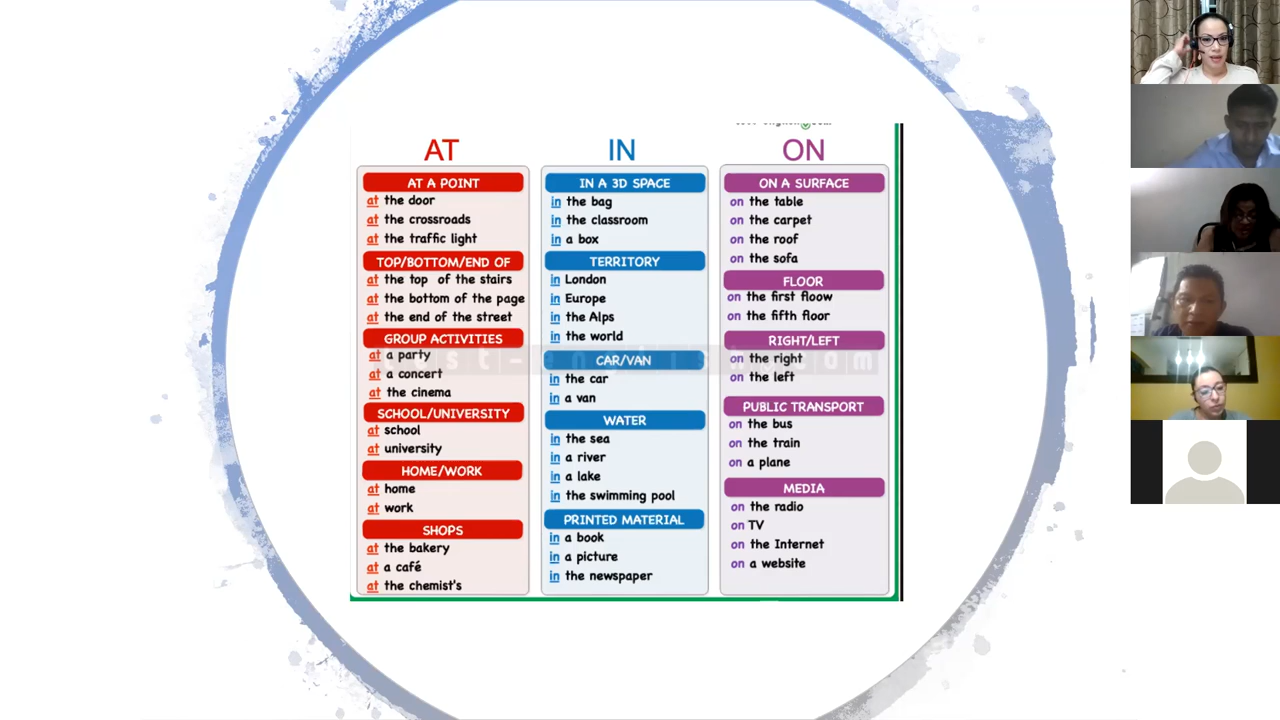 AT
AT A POINT
at the door
at the crossroads
at the traffic light
TOP/BOTTOM/END OF
at the top of the stairs
at the bottom of the page
at the end of the street
GROUP ACTIVITIES
at a party
at a concert
at the cinema
SCHOOL/UNIVERSITY
at school
at university
HOME/WORK
at home
at work
SHOPS
at the bakery
at a café
at the chemist's
IN
IN A 3D SPACE
in the bag
in the classroom
in a box
TERRITORY
in London
in Europe
in the Alps
in the world
CAR/VAN
in the car
in a van
WATER
in the sea
in a river
in a lake
in the swimming pool
PRINTED MATERIAL
in a book
in a picture
in the newspaper
ON
ON A SURFACE
on the table
on the carpet
on the roof
on the sofa
FLOOR
on the first floow
on the fifth floor
RIGHT/LEFT
on the right
on the left
PUBLIC TRANSPORT
on the bus
on the train
on a plane
MEDIA
on the radio
on TV
on the Internet
on a website